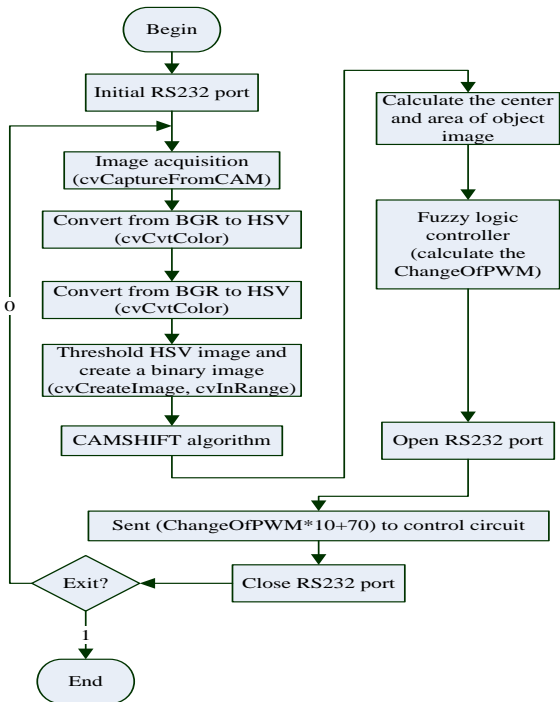 Begin
Initial RS232 port
Image acquisition
(cvCaptureFromCAM)
Convert from BGR to HSV
(cvCvtColor)
Convert from BGR to HSV
(cvCvtColor)
Threshold HSV image and
create a binary image
(cvCreateImage, cvInRange)
CAMSHIFT algorithm
Calculate the center
and area of object
image
Fuzzy logic
controller
(calculate the
ChangeOfPWM)
Open RS232 port
Sent (ChangeOfPWM*10+70) to control circuit
Close RS232 port
Exit?
0
1
End